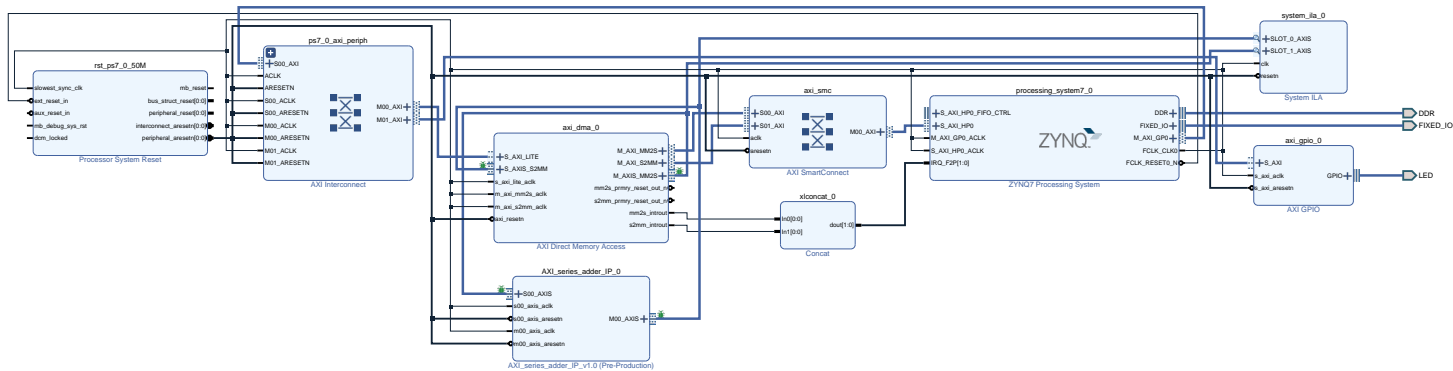 rst_ps7_0_50M
slowest_sync_clk
ext_reset_in
aux_reset_in
mb_debug_sys_rst
dcm_locked
mb_reset
bus_struct_reset[0:0]
peripheral_reset[0:0]
interconnect_aresetn[0:0]
peripheral_aresetn[0:0]
Processor System Reset
ps7_0_axi_periph
S00_AXI
ACLK
ARESETN
S00_ACLK
S00_ARESETN
M00_ACLK
M00_ARESETN
M01_ACLK
M01_ARESETN
M00_AXI
M01_AXI
AXI Interconnect
axi_dma_0
S_AXI_LITE
S_AXIS_S2MM
s_axi_lite_aclk
m_axi_mm2s_aclk
m_axi_s2mm_aclk
axi_resetn
M_AXI_MM2S
M_AXI_S2MM
M_AXIS_MM2S
mm2s_prmry_reset_out_n
s2mm_prmry_reset_out_n
mm2s_introut
s2mm_introut
AXI Direct Memory Access
AXI_series_adder_IP_0
S00_AXIS
s00_axis_aclk
s00_axis_aresetn
m00_axis_aclk
m00_axis_aresetn
M00_AXIS
AXI_series_adder_IP_v1.0 (Pre-Production)
axi_smc
S00_AXI
S01_AXI
aclk
aresetn
M00_AXI
AXI SmartConnect
xlconcat_0
In0[0:0]
In1[0:0]
dout[1:0]
Concat
processing_system7_0
S_AXI_HP0_FIFO_CTRL
S_AXI_HP0
M_AXI_GP0_ACLK
S_AXI_HP0_ACLK
IRQ_F2P[1:0]
ZYNQ
DDR
FIXED_IO
M_AXI_GP0
FCLK_CLK0
FCLK_RESET0_N
ZYNQ7 Processing System
system_ila_0
SLOT_0_AXIS
SLOT_1_AXIS
clk
resetn
System ILA
axi_gpio_0
S_AXI
s_axi_aclk
s_axi_aresetn
GPIO
AXI GPIO
DDR
FIXED_IO
LED